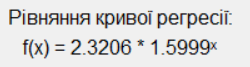 Рівняння кривої регресії:
f(x) = 2.3206 * 1.5999ˣ